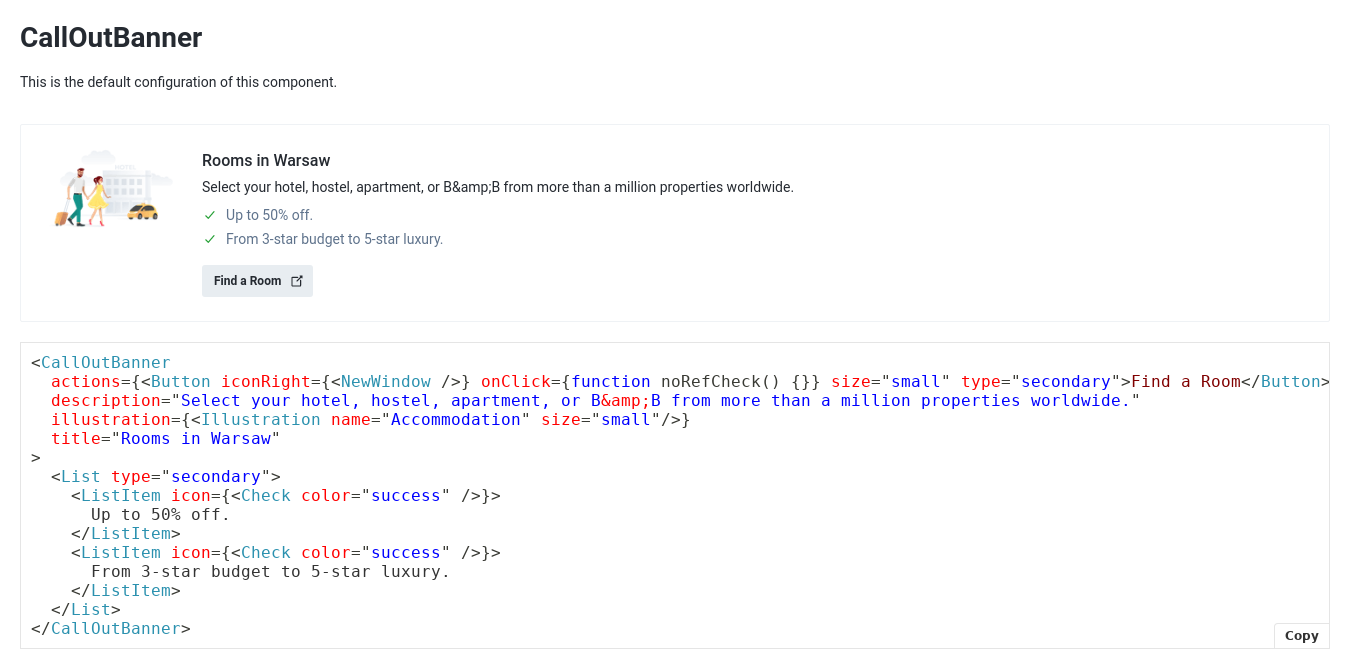 CallOutBanner
This is the default configuration of this component.
Rooms in Warsaw
Select your hotel, hostel, apartment, or B&amp;B from more than a million properties worldwide.
Up to 50% off.
From 3-star budget to 5-star luxury.
Find a Room
<CallOutBanner
  actions={<Button iconRight={<NewWindow />} onClick={function noRefCheck() {}} size="small" type="secondary">Find a Room</Button>
  description="Select your hotel, hostel, apartment, or B&amp;B from more than a million properties worldwide."
  illustration={<Illustration name="Accommodation" size="small"/>}
  title="Rooms in Warsaw"
>
  <List type="secondary">
    <ListItem icon={<Check color="success" />}>
      Up to 50% off.
    </ListItem>
    <ListItem icon={<Check color="success" />}>
      From 3-star budget to 5-star luxury.
    </ListItem>
  </List>
</CallOutBanner>
Copy